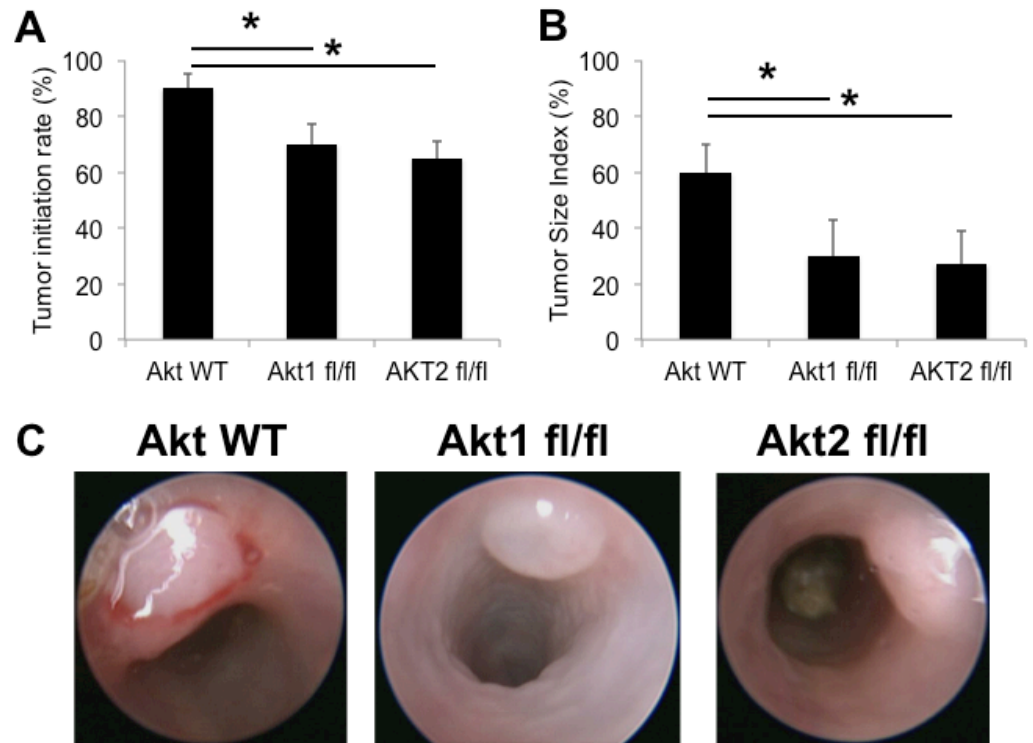 A
Tumor initiation rate (%)
100
80
60
40
20
0
*
*
Akt WT Akt1 fl/fl AKT2 fl/fl
B
Tumor Size Index (%)
100
80
60
40
20
0
*
*
Akt WT Akt1 fl/fl AKT2 fl/fl
C Akt WT Akt1 fl/fl Akt2 fl/fl